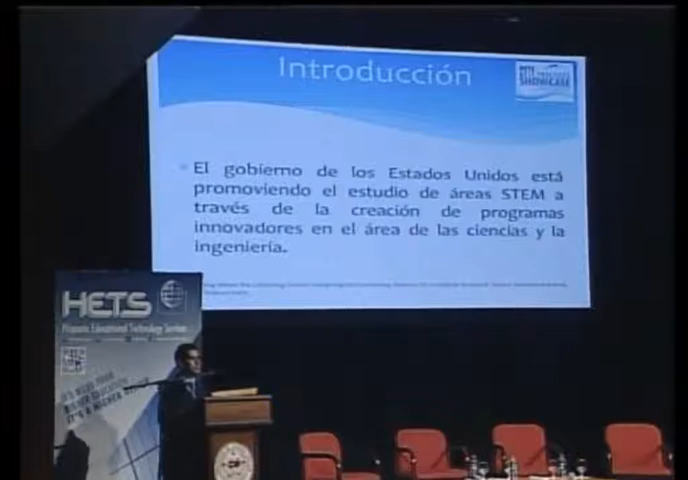 Introducción
SHOWCASE
El gobierno de los Estados Unidos está
promoviendo el estudio de áreas STEM a
través de la creación de programas
innovadores en el área de las ciencias y la
ingeniería.
HETS
Hispanic Educational Technology Services